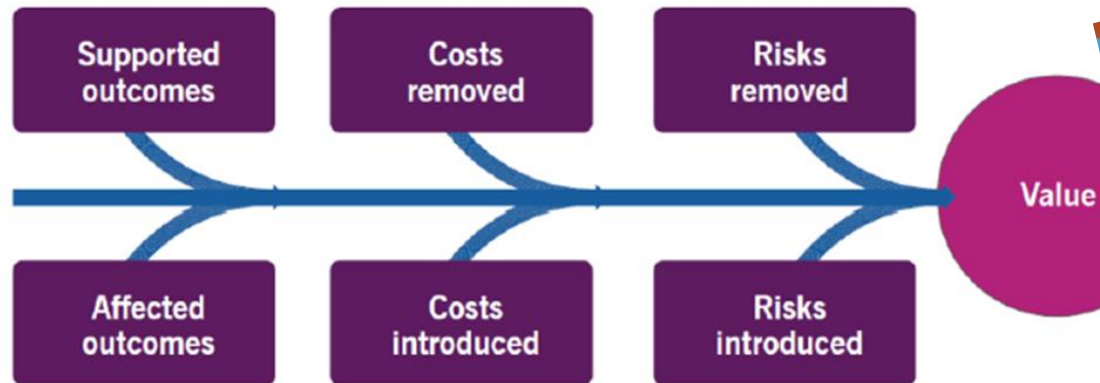 Supported
outcomes
Costs
removed
Risks
removed
Value
Affected
outcomes
Costs
introduced
Risks
introduced